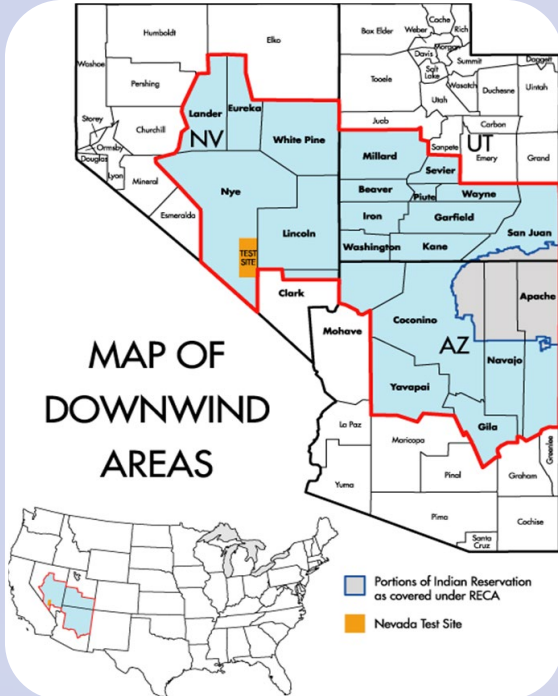 Humboldt
Elko
Washoe
Pershing
Lander
Eureka
Storey
Ormsby
Douglas
Churchill
Lyon
Mineral
Esmeralda
White Pine
NV
Nye
Lincoln
TEST
SITE
Clark
Box Elder
Cache
Weber
Rich
Morgan
Davis
Salt
Lake
Summit
Daggett
Tooele
Wasatch
Duchesne
Uintah
Utah
Juab
Carbon
Sanpete
UT
Emery
Grand
Millard
Sevier
Beaver
Piute
Wayne
Iron
Garfield
San Juan
Washington
Kane
Mohave
Coconino
Apache
AZ
Navajo
Yavapai
Gila
La Paz
Maricopa
Yuma
Pinal
Graham
Greenlee
Pima
Cochise
Santa
Cruz
MAP OF
DOWNWIND
AREAS
Portions of Indian Reservation
as covered under RECA
Nevada Test Site